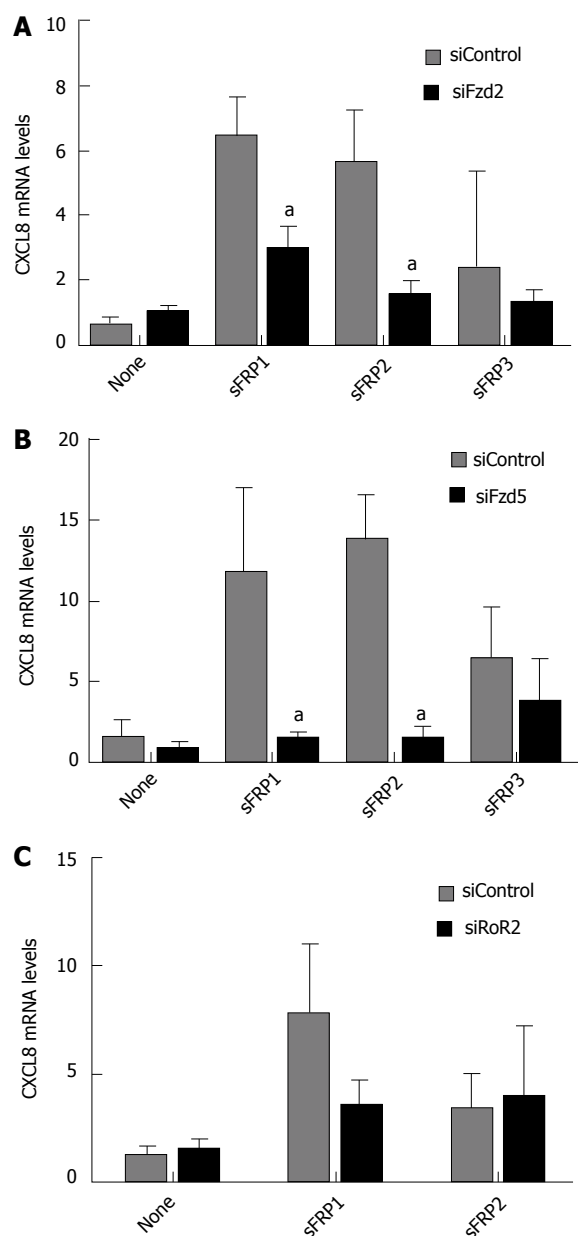 A
10
8
6
4
2
0
CXCL8 mRNA levels
siControl
siFzd2
a
a
None
sFRP1
sFRP2
sFRP3
B
20
15
10
5
0
CXCL8 mRNA levels
siControl
siFzd5
a
a
None
sFRP1
sFRP2
sFRP3
C
15
10
5
0
CXCL8 mRNA levels
siControl
siRoR2
None
sFRP1
sFRP2